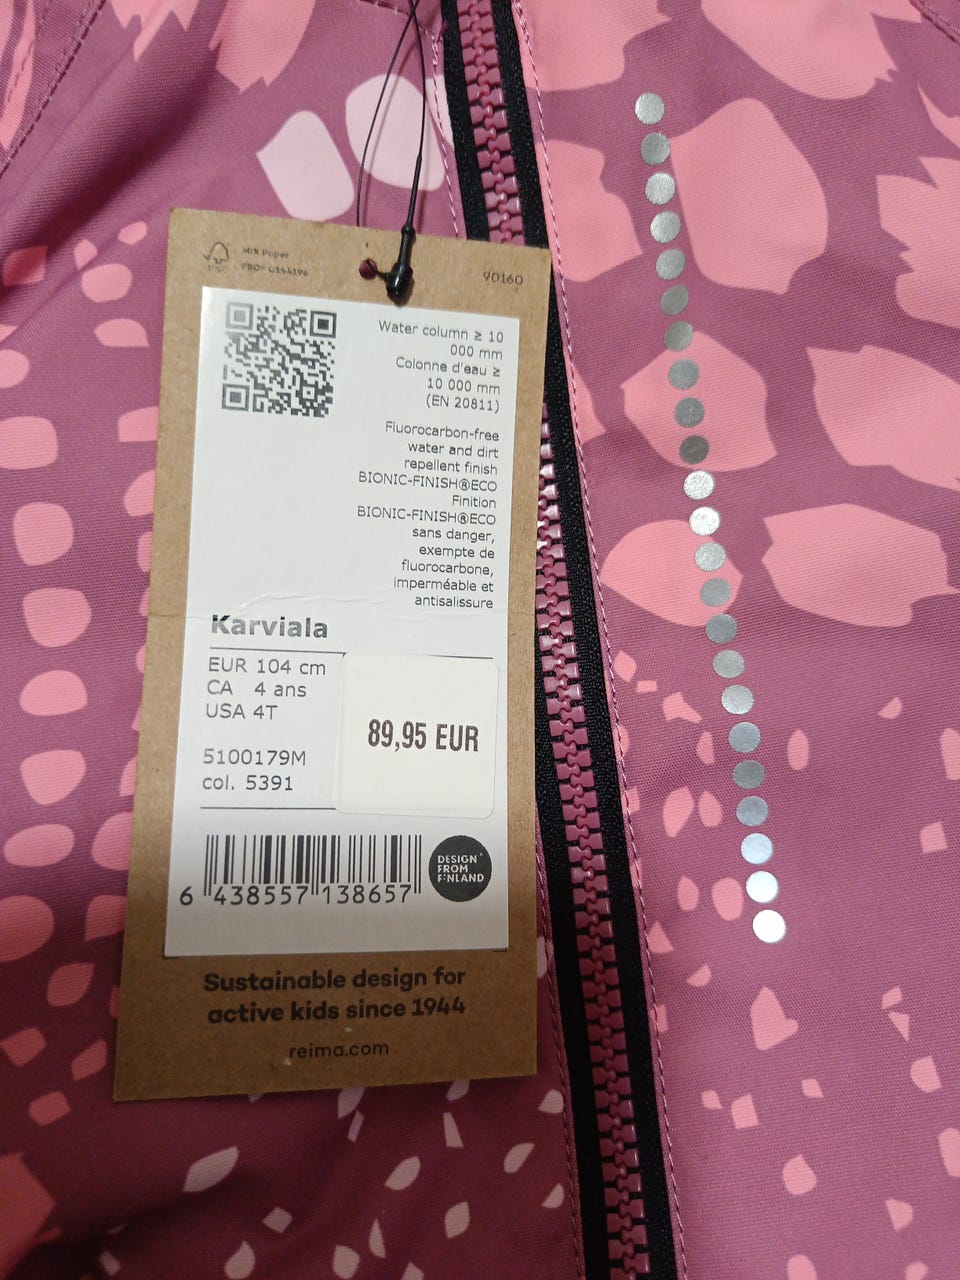 MIX Paper
FSC® C154196
FSC
90160
Water column ≥ 10
000 mm
Colonne d'eau ≥
10 000 mm
(EN 20811)
Fluorocarbon-free
water and dirt
repellent finish
BIONIC-FINISH®ECO
Finition
BIONIC-FINISH®ECO
sans danger,
exempte de
fluorocarbone,
imperméable et
antisalissure
Karviala
EUR 104 cm
CA 4 ans
USA 4T
89,95 EUR
5100179M
col. 5391
6 438557 138657
DESIGN
FROM
FINLAND
Sustainable design for
active kids since 1944
reima.com